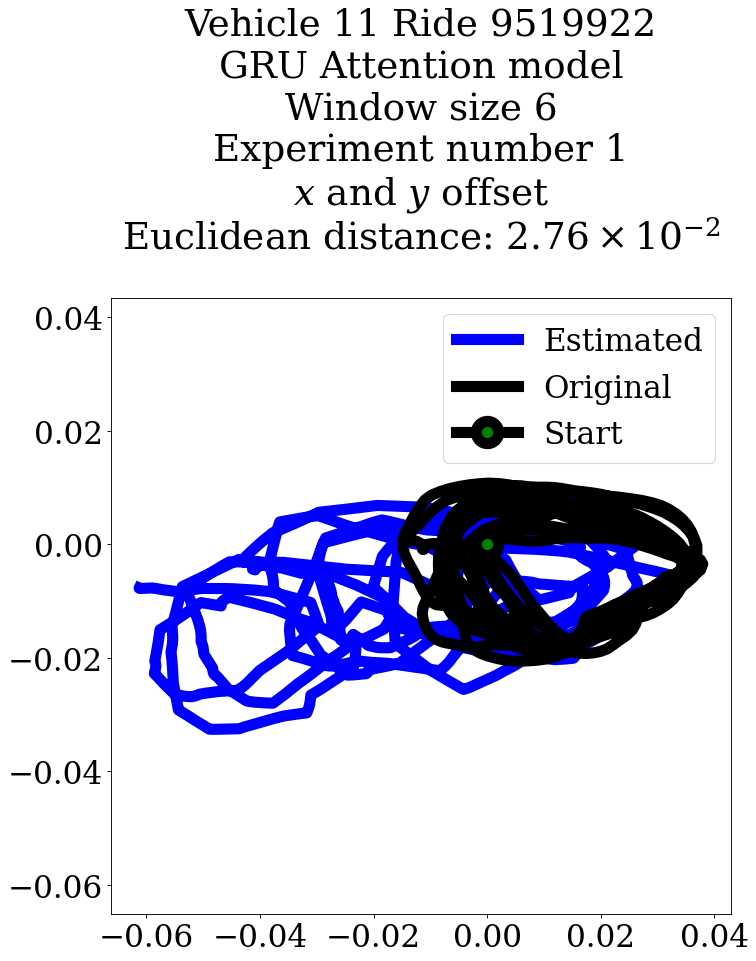 Vehicle 11 Ride 9519922
GRU Attention model
Window size 6
Experiment number 1
x and y offset
Euclidean distance: 2.76 × 10⁻²
Estimated
Original
Start
0.04
0.02
0.00
−0.02
−0.04
−0.06
−0.06 −0.04 −0.02 0.00 0.02 0.04